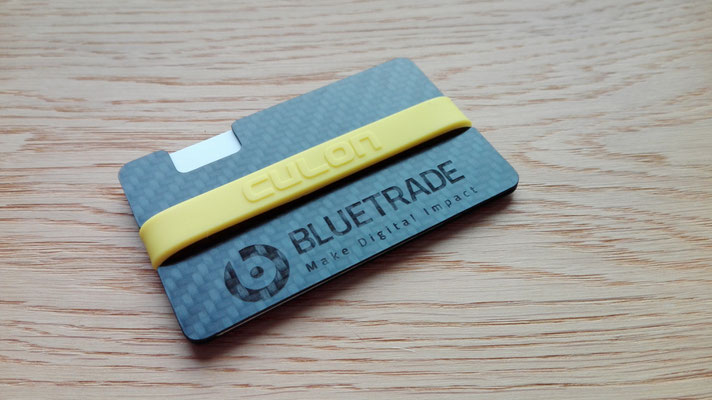 CULON
BLUETRADE
Make Digital Impact